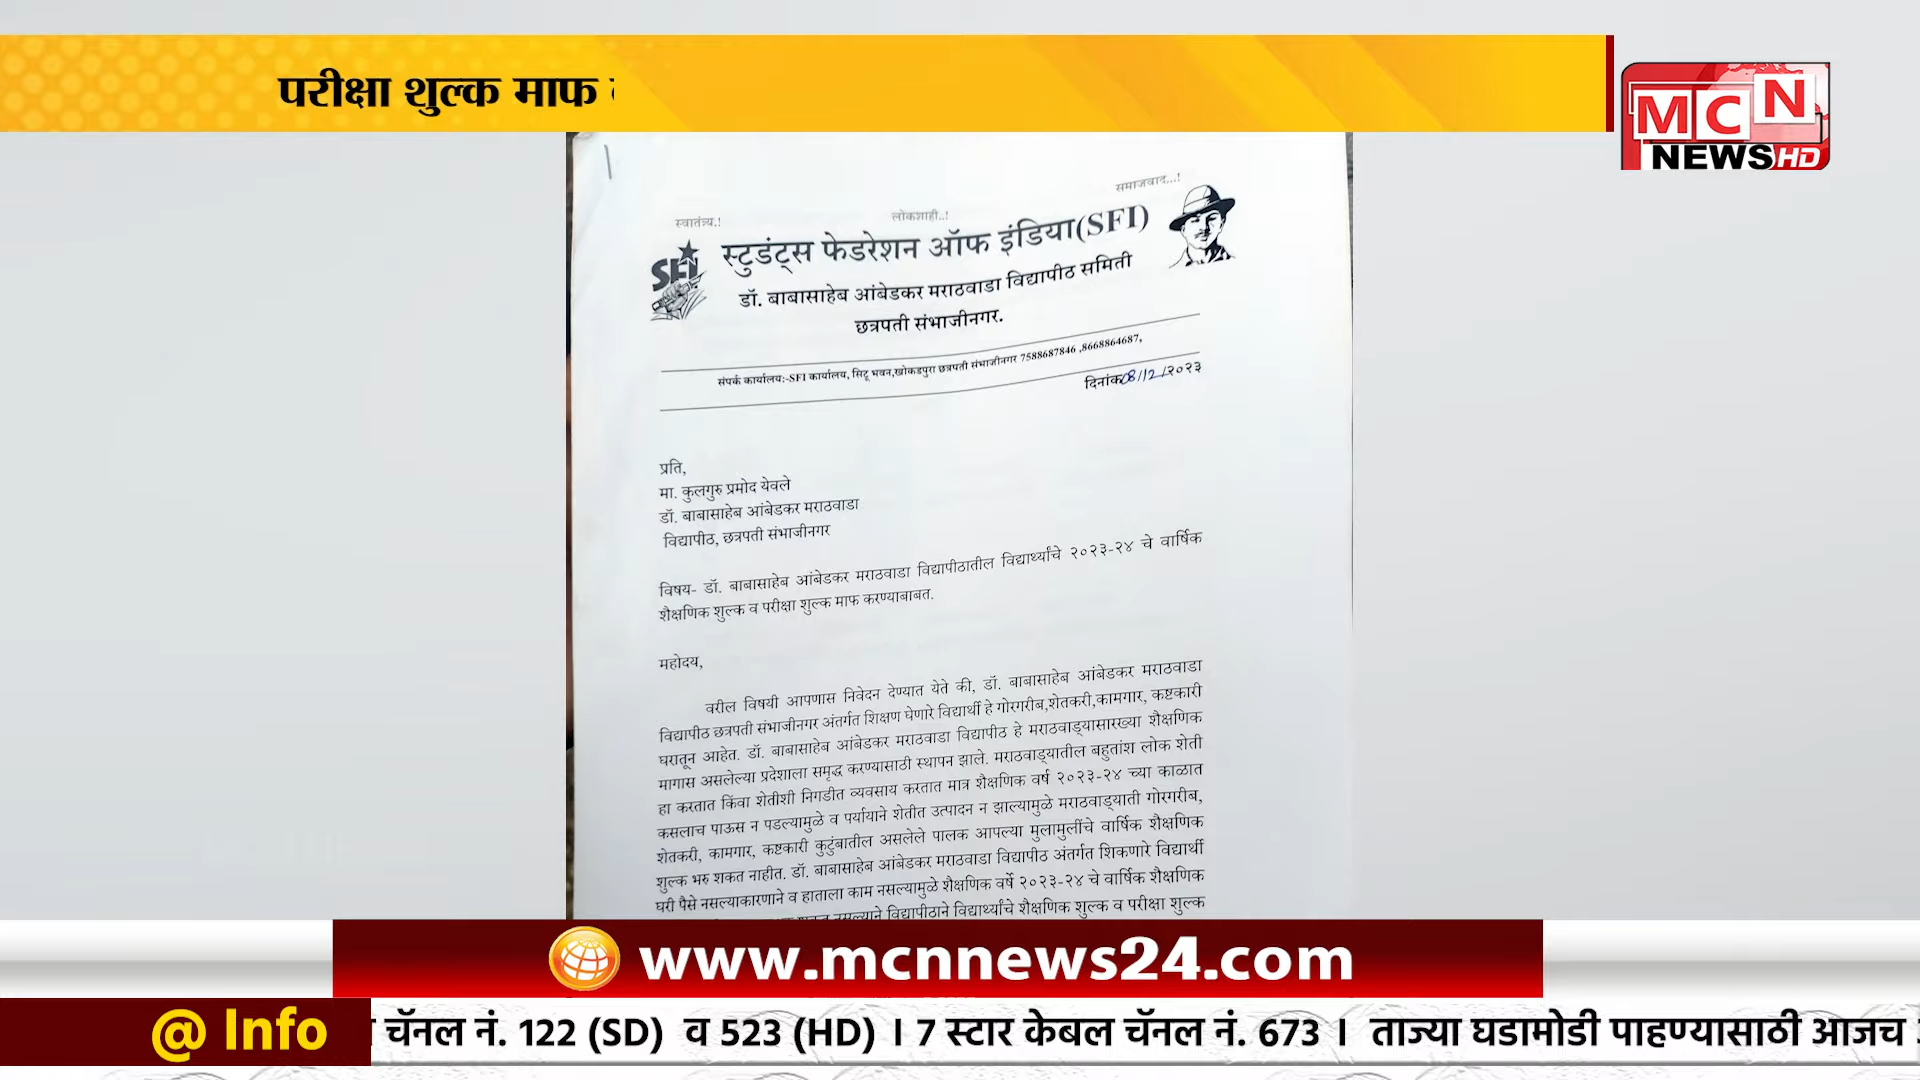 परीक्षा शुल्क माफ
MCN
NEWS HD
समाजवाद...!
स्वातंत्र्य.!
लोकशाही..!
SFI
स्टुडंट्स फेडरेशन ऑफ इंडिया(SFI)
डॉ. बाबासाहेब आंबेडकर मराठवाडा विद्यापीठ समिती
छत्रपती संभाजीनगर.
संपर्क कार्यालय:-SFI कार्यालय, सिटू भवन,खोकडपुरा छत्रपती संभाजीनगर 7588687846 ,8668864687,
दिनांक 08/12/२०२३
प्रति,
मा. कुलगुरु प्रमोद येवले
डॉ. बाबासाहेब आंबेडकर मराठवाडा
विद्यापीठ, छत्रपती संभाजीनगर
विषय- डॉ. बाबासाहेब आंबेडकर मराठवाडा विद्यापीठातील विद्यार्थ्यांचे २०२३-२४ चे वार्षिक
शैक्षणिक शुल्क व परीक्षा शुल्क माफ करण्याबाबत.
महोदय,
वरील विषयी आपणास निवेदन देण्यात येते की, डॉ. बाबासाहेब आंबेडकर मराठवाडा
विद्यापीठ छत्रपती संभाजीनगर अंतर्गत शिक्षण घेणारे विद्यार्थी हे गोरगरीब,शेतकरी,कामगार, कष्टकारी
घरातून आहेत. डॉ. बाबासाहेब आंबेडकर मराठवाडा विद्यापीठ हे मराठवाड्यासारख्या शैक्षणिक
मागास असलेल्या प्रदेशाला समृद्ध करण्यासाठी स्थापन झाले. मराठवाड्यातील बहुतांश लोक शेती
हा करतात किंवा शेतीशी निगडीत व्यवसाय करतात मात्र शैक्षणिक वर्ष २०२३-२४ च्या काळात
कसलाच पाऊस न पडल्यामुळे व पर्यायाने शेतीत उत्पादन न झाल्यामुळे मराठवाड्याती गोरगरीब,
शेतकरी, कामगार, कष्टकारी कुटुंबातील असलेले पालक आपल्या मुलामुलींचे वार्षिक शैक्षणिक
शुल्क भरु शकत नाहीत. डॉ. बाबासाहेब आंबेडकर मराठवाडा विद्यापीठ अंतर्गत शिकणारे विद्यार्थी
घरी पैसे नसल्याकारणाने व हाताला काम नसल्यामुळे शैक्षणिक वर्षे २०२३-२४ चे वार्षिक शैक्षणिक
नसल्याने विद्यापीठाने विद्यार्थ्यांचे शैक्षणिक शुल्क व परीक्षा शुल्क
www.mcnnews24.com
@ Info
चॅनल नं. 122 (SD) व 523 (HD) । 7 स्टार केबल चॅनल नं. 673 । ताज्या घडामोडी पाहण्यासाठी आजच